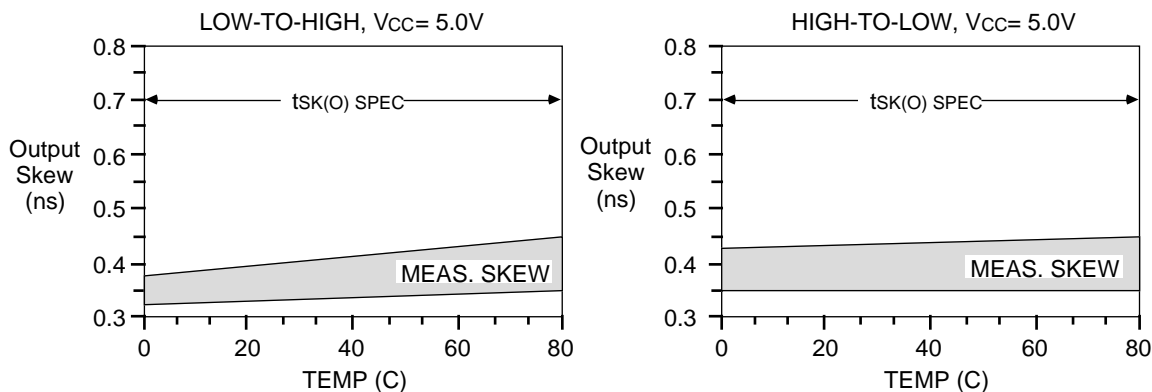 LOW-TO-HIGH, VCC= 5.0V
0.8
0.7
0.6
0.5
0.4
0.3
Output
Skew
(ns)
tSK(O) SPEC
MEAS. SKEW
0 20 40 60 80
TEMP (C)
HIGH-TO-LOW, VCC= 5.0V
0.8
0.7
0.6
0.5
0.4
0.3
Output
Skew
(ns)
tSK(O) SPEC
MEAS. SKEW
0 20 40 60 80
TEMP (C)